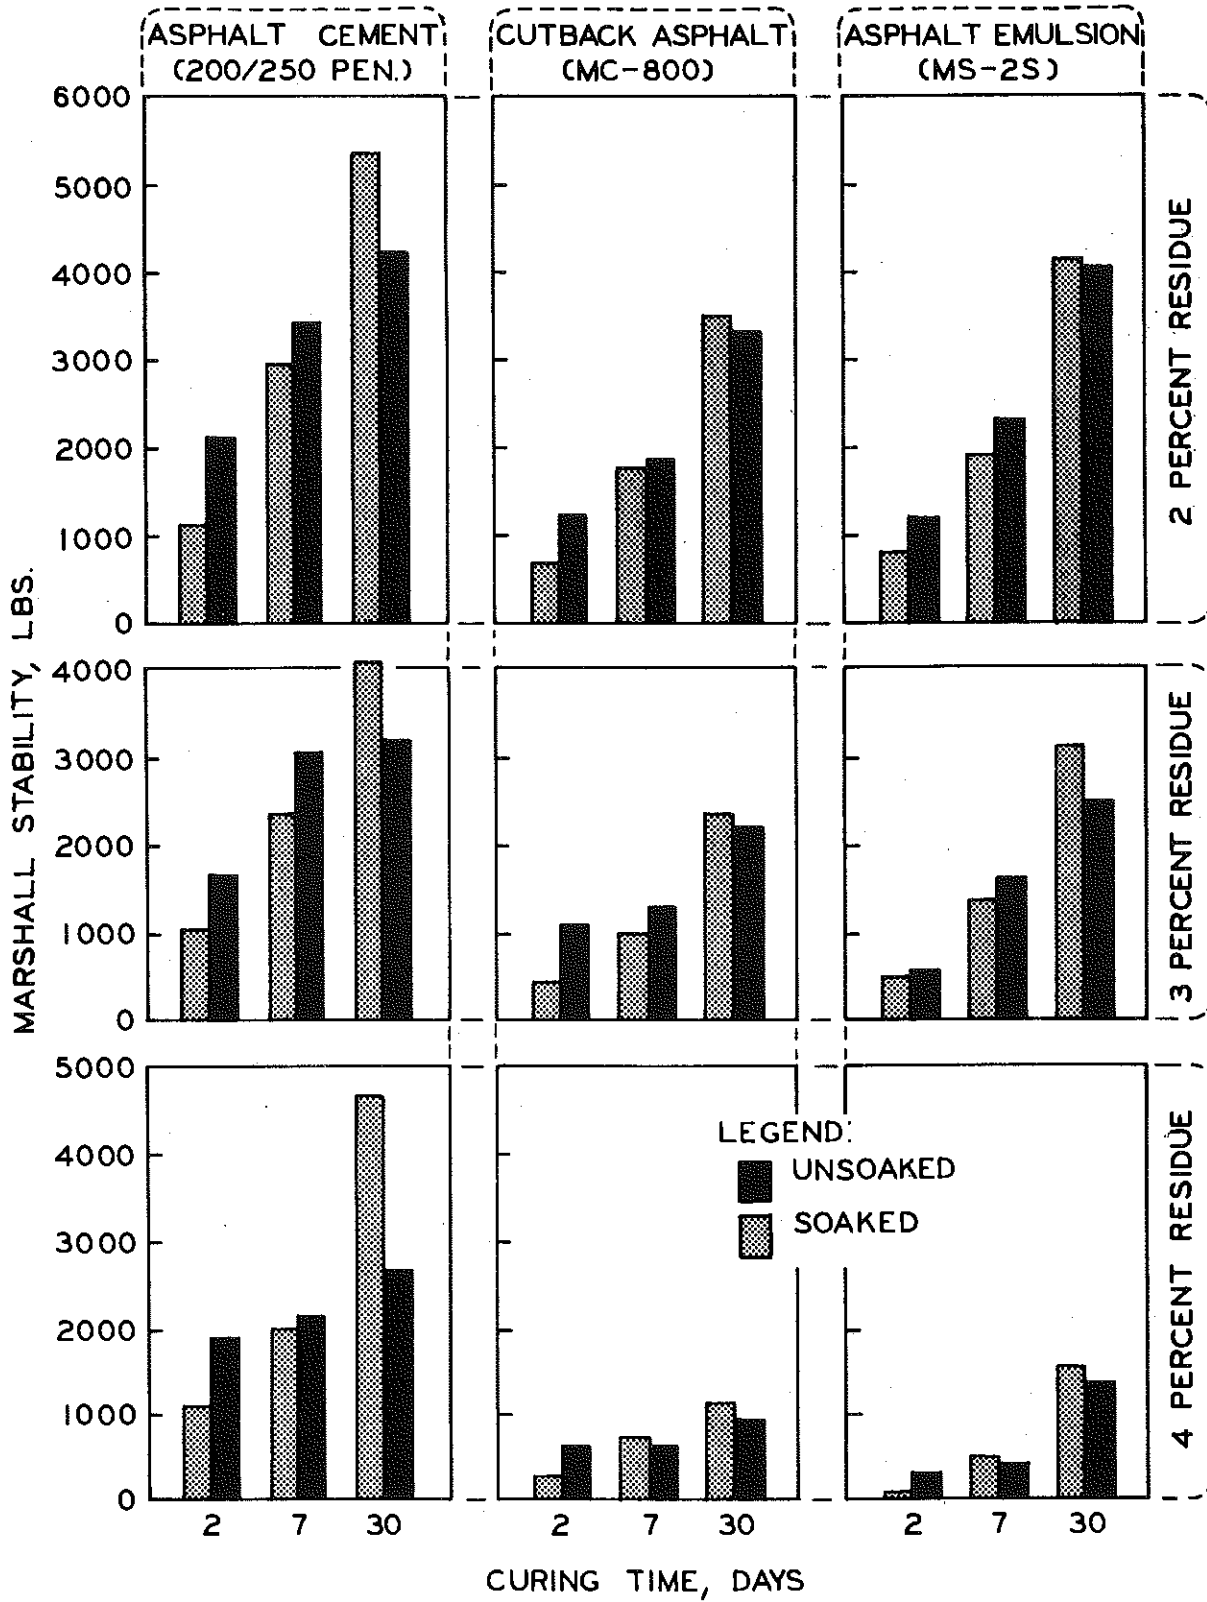 ASPHALT CEMENT
(200/250 PEN.)
CUTBACK ASPHALT
(MC-800)
ASPHALT EMULSION
(MS-2S)
MARSHALL STABILITY, LBS.
6000
5000
4000
3000
2000
1000
0
2 PERCENT RESIDUE
4000
3000
2000
1000
0
3 PERCENT RESIDUE
5000
4000
3000
2000
1000
0
LEGEND:
UNSOAKED
SOAKED
4 PERCENT RESIDUE
2 7 30
2 7 30
2 7 30
CURING TIME, DAYS